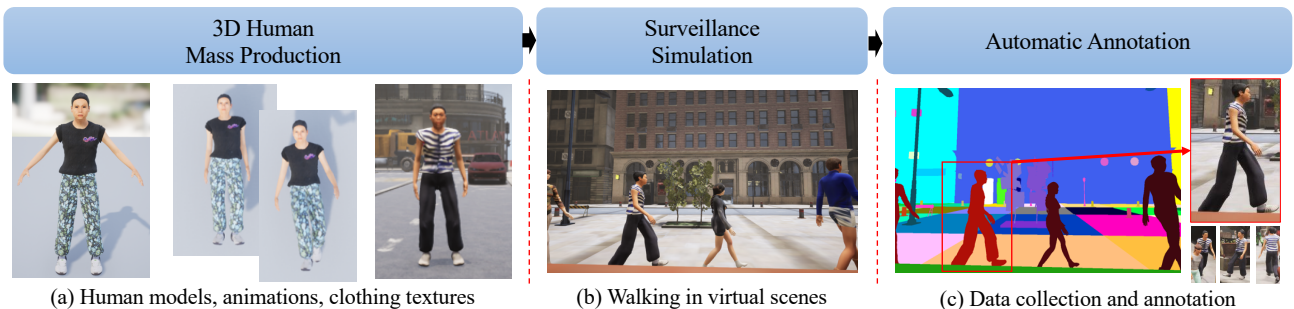 3D Human
Mass Production
Surveillance
Simulation
Automatic Annotation
(a) Human models, animations, clothing textures
(b) Walking in virtual scenes
(c) Data collection and annotation